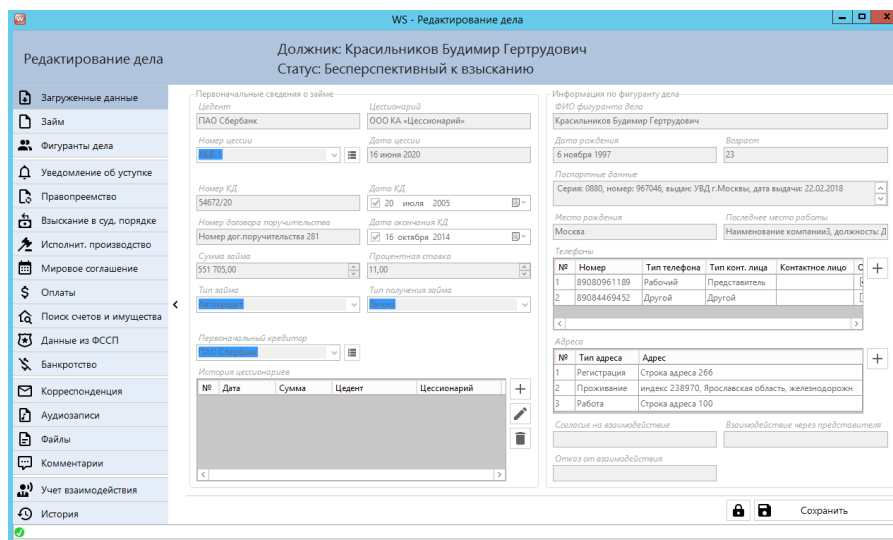 WS - Редактирование дела
Редактирование дела
Должник: Красильников Будимир Гертрудович
Статус: Бесперспективный к взысканию
Загруженные данные
Займ
Фигуранты дела
Уведомление об уступке
Правопреемство
Взыскание в суд. порядке
Исполнит. производство
Мировое соглашение
Оплаты
Поиск счетов и имущества
Данные из ФССП
Банкротство
Корреспонденция
Аудиозаписи
Файлы
Комментарии
Учет взаимодействия
История
Первоначальные сведения о займе
Цедент Цессионарий
ПАО Сбербанк ООО КА «Цессионарий»
Номер цессии Дата цессии
АБВ-1 16 июня 2020
Номер КД Дата КД
54672/20 20 июля 2005
Номер договора поручительства Дата окончания КД
Номер дог.поручительства 281 16 октября 2014
Сумма займа Процентная ставка
551 705,00 11,00
Тип займа Тип получения займа
Автокредит Лично
Первоначальный кредитор
ПАО Сбербанк
История цессионариев
№ Дата Сумма Цедент Цессионарий
Информация по фигуранту дела
ФИО фигуранта дела
Красильников Будимир Гертрудович
Дата рождения Возраст
6 ноября 1997 23
Паспортные данные
Серия: 0880, номер: 967046, выдан: УВД г.Москвы, дата выдачи: 22.02.2018
Место рождения Последнее место работы
Москва Наименование компании3, должность: Д
Телефоны
№ Номер Тип телефона Тип конт. лица Контактное лицо О
1 89080961189 Рабочий Представитель
2 89084469452 Другой Другой
Адреса
№ Тип адреса Адрес
1 Регистрация Строка адреса 266
2 Проживание индекс 238970, Ярославская область, железнодорожн
3 Работа Строка адреса 100
Согласие на взаимодействие Взаимодействие через представителя
Отказ от взаимодействия
Сохранить